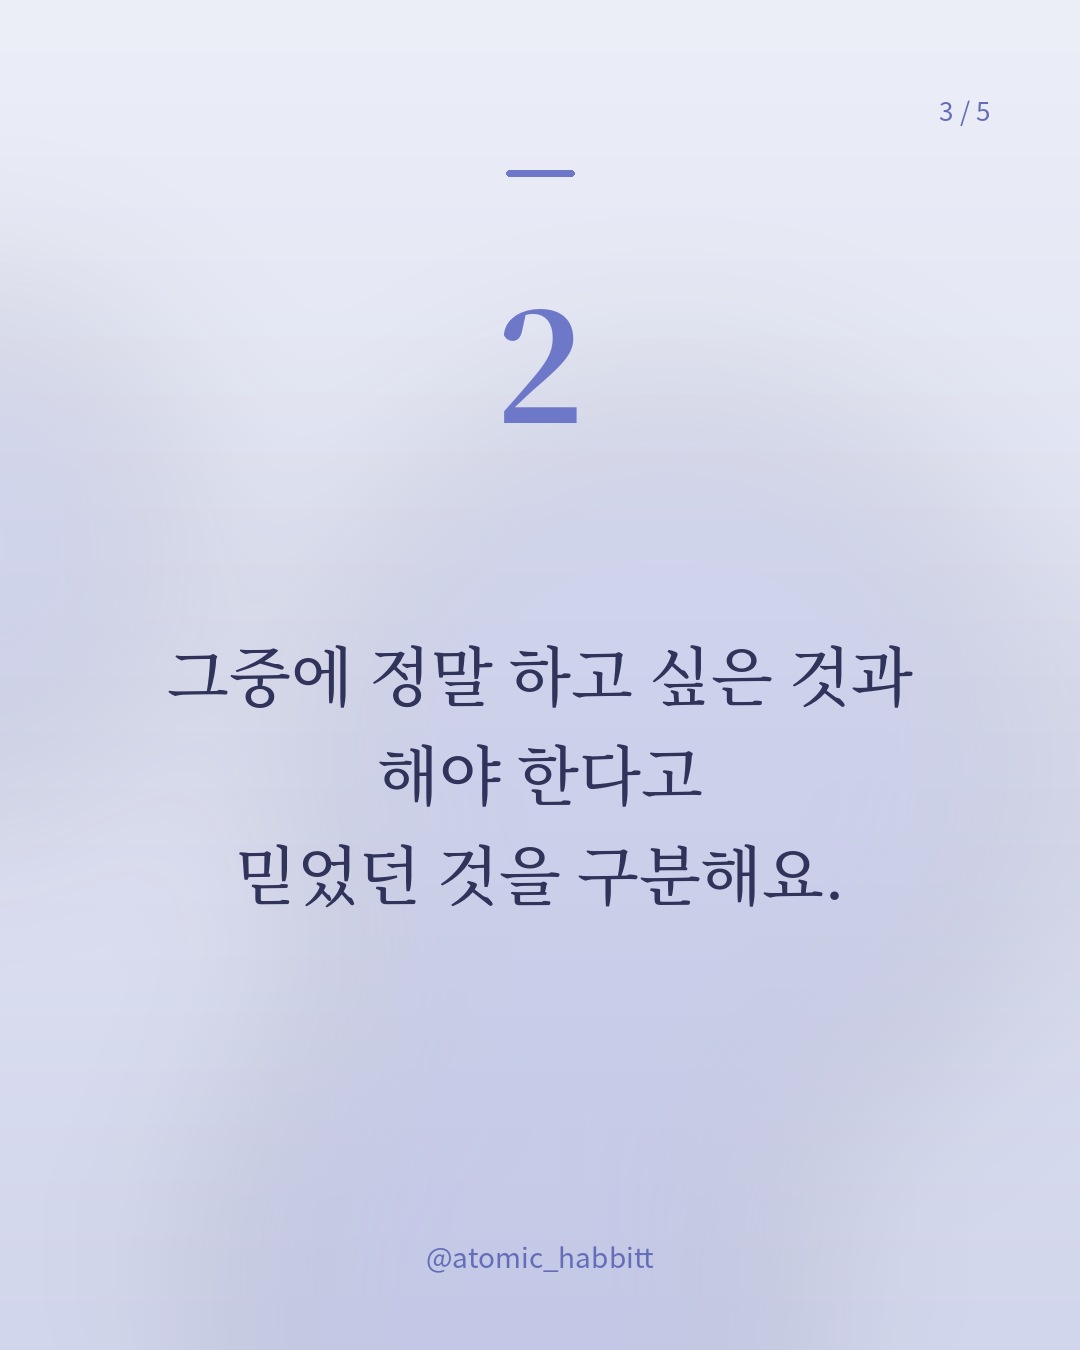 3 / 5
2
그중에 정말 하고 싶은 것과
해야 한다고
믿었던 것을 구분해요.
@atomic_habbitt